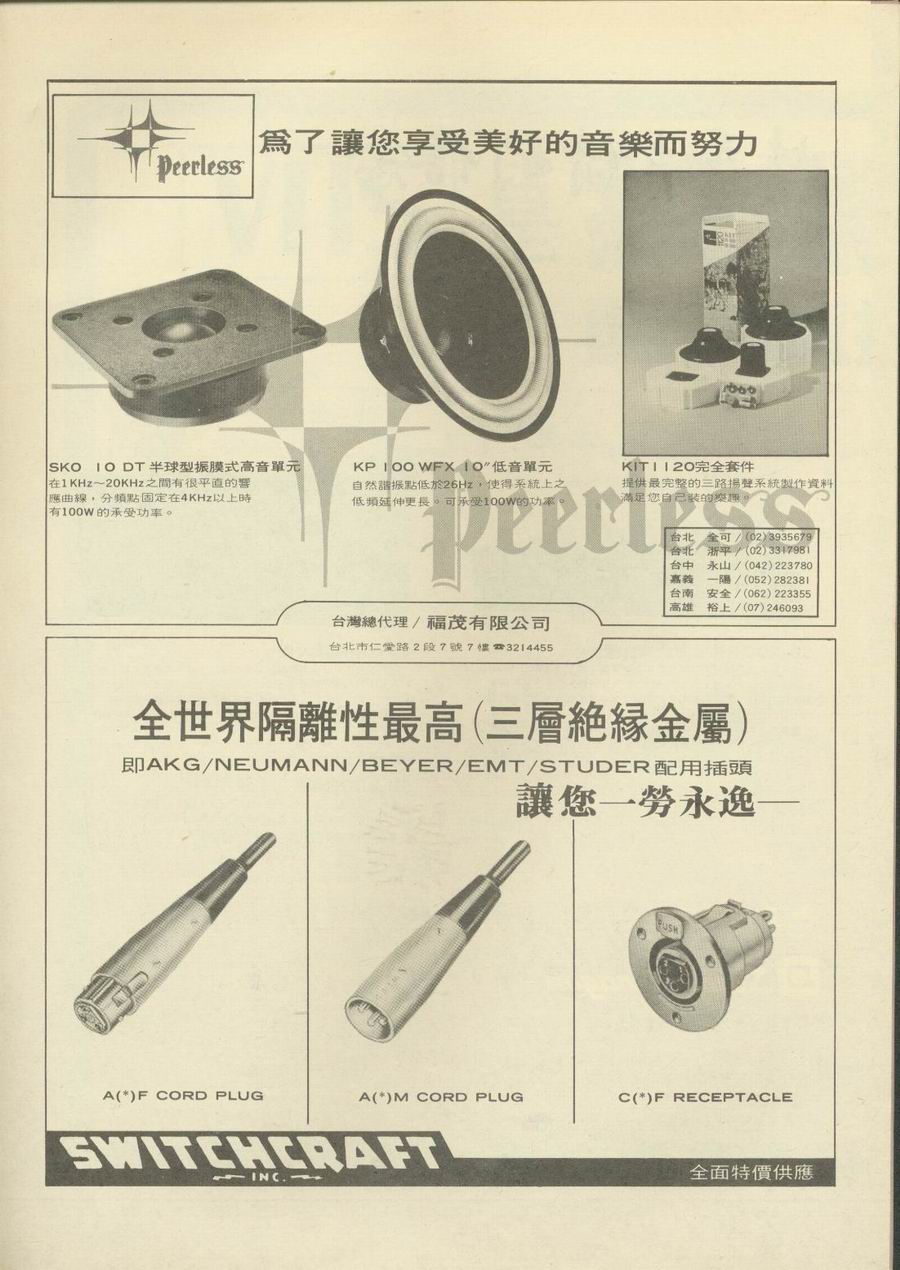 Peerless
爲了讓您享受美好的音樂而努力
SKO 10 DT 半球型振膜式高音單元
在1KHz～20KHz之間有很平直的響
應曲線，分頻點固定在4KHz以上時
有100W的承受功率。
KP 100 WFX 10″低音單元
自然諧振點低於26Hz，使得系統上之
低頻延伸更長。可承受100W的功率。
KIT1120完全套件
提供最完整的三路揚聲系統製作資料
滿足您自己裝的樂趣。
Peerless
台北 全可/(02)3935679
台北 浙平/(02)3317981
台中 永山/(042)223780
嘉義 一陽/(052)282381
台南 安全/(062)223355
高雄 裕上/(07)246093
台灣總代理/福茂有限公司
台北市仁愛路2段7號7樓☎3214455
全世界隔離性最高(三層絶緣金屬)
即AKG/NEUMANN/BEYER/EMT/STUDER配用插頭
讓您一勞永逸—
PUSH
A(*)F CORD PLUG
A(*)M CORD PLUG
C(*)F RECEPTACLE
SWITCHCRAFT
INC.
全面特價供應